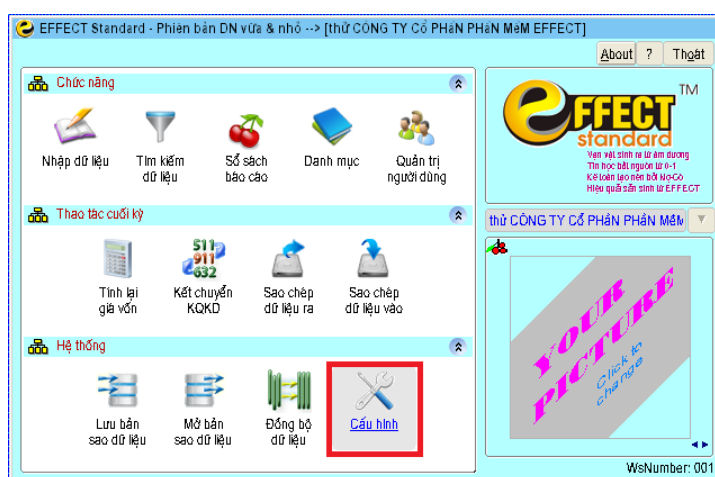 EFFECT Standard - Phiên bản DN vừa & nhỏ --> [thử CÔNG TY Cổ PHẩN PHầN MềM EFFECT]
About ? Thoát
Chức năng
Nhập dữ liệu
Tìm kiếm
dữ liệu
Sổ sách
báo cáo
Danh mục
Quản trị
người dùng
Thao tác cuối kỳ
511
911
632
Tính lại
giá vốn
Kết chuyển
KQKD
Sao chép
dữ liệu ra
Sao chép
dữ liệu vào
Hệ thống
Lưu bản
sao dữ liệu
Mở bản
sao dữ liệu
Đồng bộ
dữ liệu
Cấu hình
eFFECT TM
standard
Vạn vật sinh ra từ âm dương
Tin học bắt nguồn từ 0-1
Kế toán tạo nên bởi Nợ-Có
Hiệu quả sản sinh từ EFFECT
thử CÔNG TY Cổ PHầN PHầN MềM
YOUR
PICTURE
Click to
change
WsNumber: 001